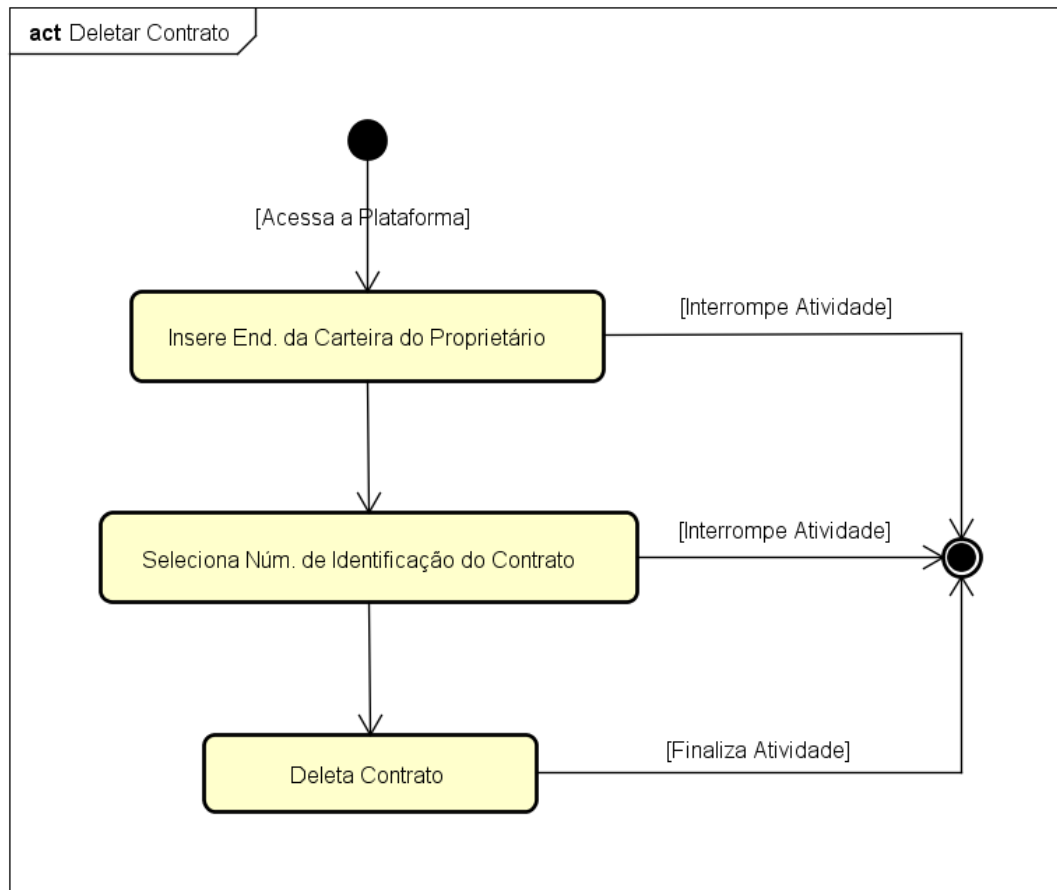 act Deletar Contrato
[Acessa a Plataforma]
Insere End. da Carteira do Proprietário
[Interrompe Atividade]
Seleciona Núm. de Identificação do Contrato
[Interrompe Atividade]
Deleta Contrato
[Finaliza Atividade]